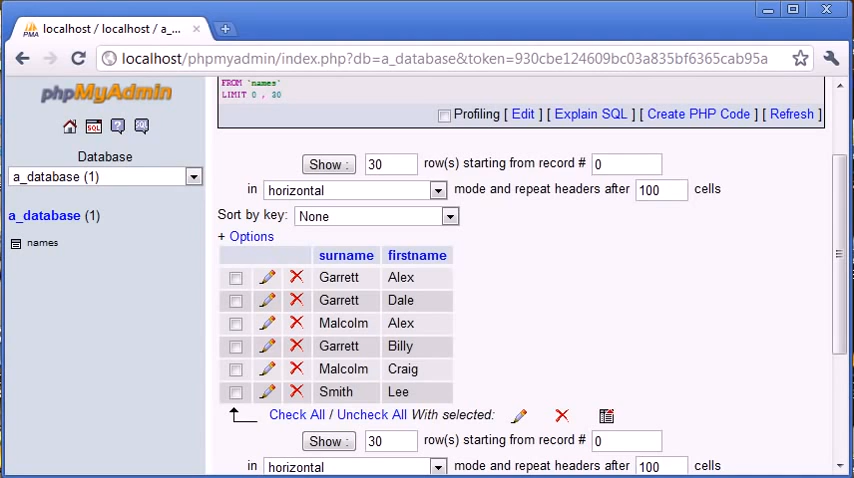 localhost / localhost / a_...
localhost/phpmyadmin/index.php?db=a_database&token=930cbe124609bc03a835bf6365cab95a
phpMyAdmin
SQL
Database
a_database (1)
a_database (1)
names
FROM `names`
LIMIT 0 , 30
Profiling [ Edit ] [ Explain SQL ] [ Create PHP Code ] [ Refresh ]
Show : 30 row(s) starting from record # 0
in horizontal mode and repeat headers after 100 cells
Sort by key: None
+ Options
surname firstname
Garrett Alex
Garrett Dale
Malcolm Alex
Garrett Billy
Malcolm Craig
Smith Lee
Check All / Uncheck All With selected:
Show : 30 row(s) starting from record # 0
in horizontal mode and repeat headers after 100 cells